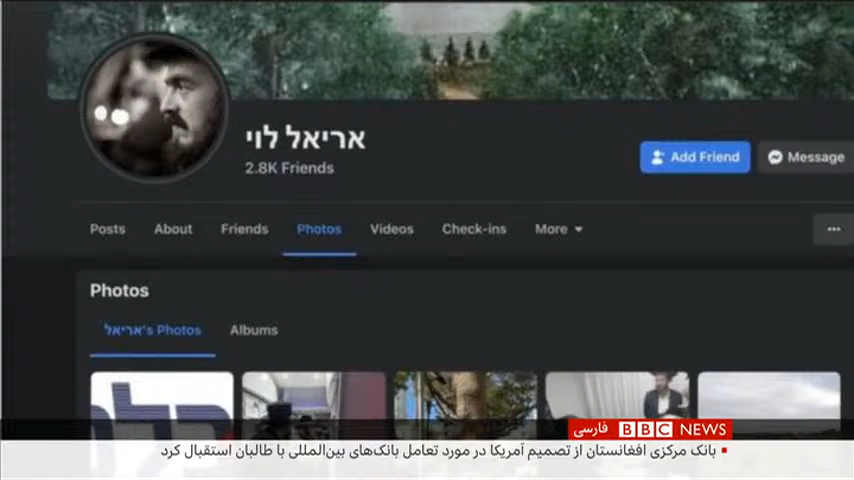 אריאל לוי
2.8K Friends
Add Friend
Message
Posts
About
Friends
Photos
Videos
Check-ins
More
Photos
אריאל's Photos
Albums
BBC NEWS فارسی
بانک مرکزی افغانستان از تصمیم آمریکا در مورد تعامل بانک‌های بین‌المللی با طالبان استقبال کرد